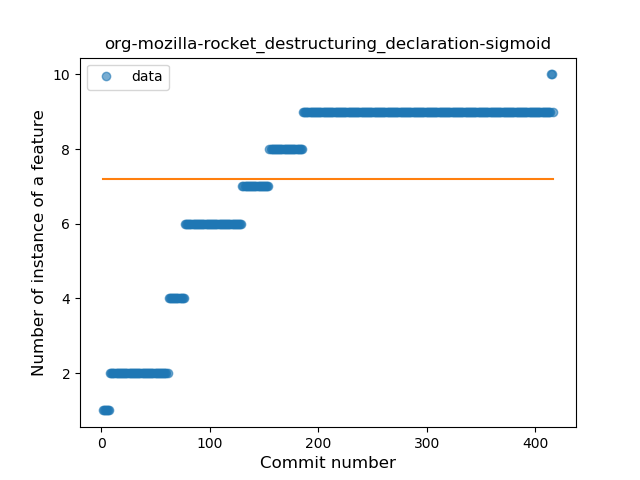 org-mozilla-rocket_destructuring_declaration-sigmoid
data
Number of instance of a feature
10
8
6
4
2
0 100 200 300 400
Commit number